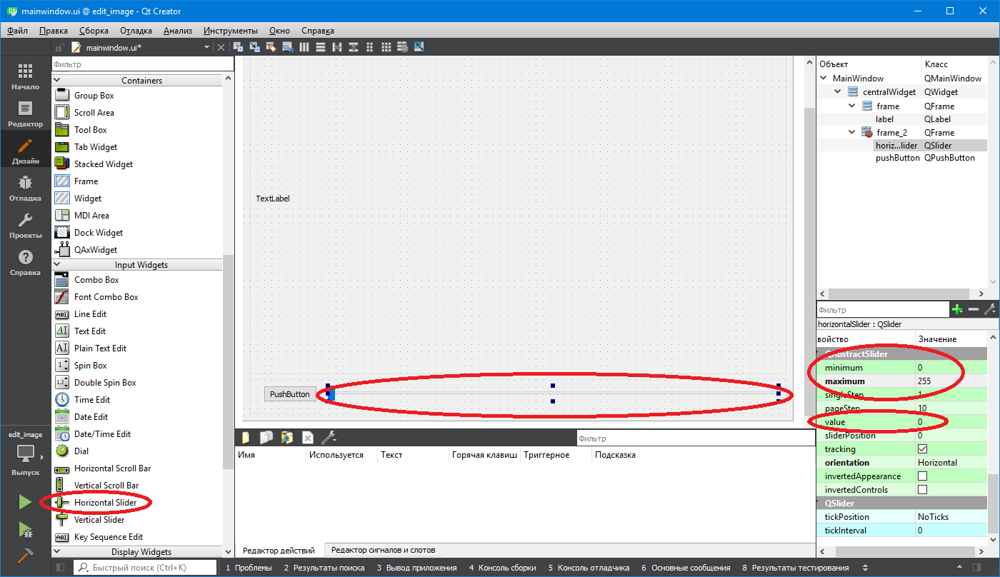 mainwindow.ui @ edit_image - Qt Creator
Файл Правка Сборка Отладка Анализ Инструменты Окно Справка
mainwindow.ui*
Начало
Редактор
Дизайн
Отладка
Проекты
Справка
edit_image
Выпуск
Фильтр
Containers
Group Box
Scroll Area
Tool Box
Tab Widget
Stacked Widget
Frame
Widget
MDI Area
Dock Widget
QAxWidget
Input Widgets
Combo Box
Font Combo Box
Line Edit
Text Edit
Plain Text Edit
Spin Box
Double Spin Box
Time Edit
Date Edit
Date/Time Edit
Dial
Horizontal Scroll Bar
Vertical Scroll Bar
Horizontal Slider
Vertical Slider
Key Sequence Edit
Display Widgets
TextLabel
PushButton
Фильтр
Имя Используется Текст Горячая клавиш Триггерное Подсказка
Редактор действий Редактор сигналов и слотов
Объект Класс
MainWindow QMainWindow
centralWidget QWidget
frame QFrame
label QLabel
frame_2 QFrame
horiz...lider QSlider
pushButton QPushButton
Фильтр
horizontalSlider : QSlider
войство Значение
QAbstractSlider
minimum 0
maximum 255
singleStep 1
pageStep 10
value 0
sliderPosition 0
tracking
orientation Horizontal
invertedAppearance
invertedControls
QSlider
tickPosition NoTicks
tickInterval 0
Быстрый поиск (Ctrl+K) 1 Проблемы 2 Результаты поиска 3 Вывод приложения 4 Консоль сборки 5 Консоль отладчика 6 Основные сообщения 8 Результаты тестирования